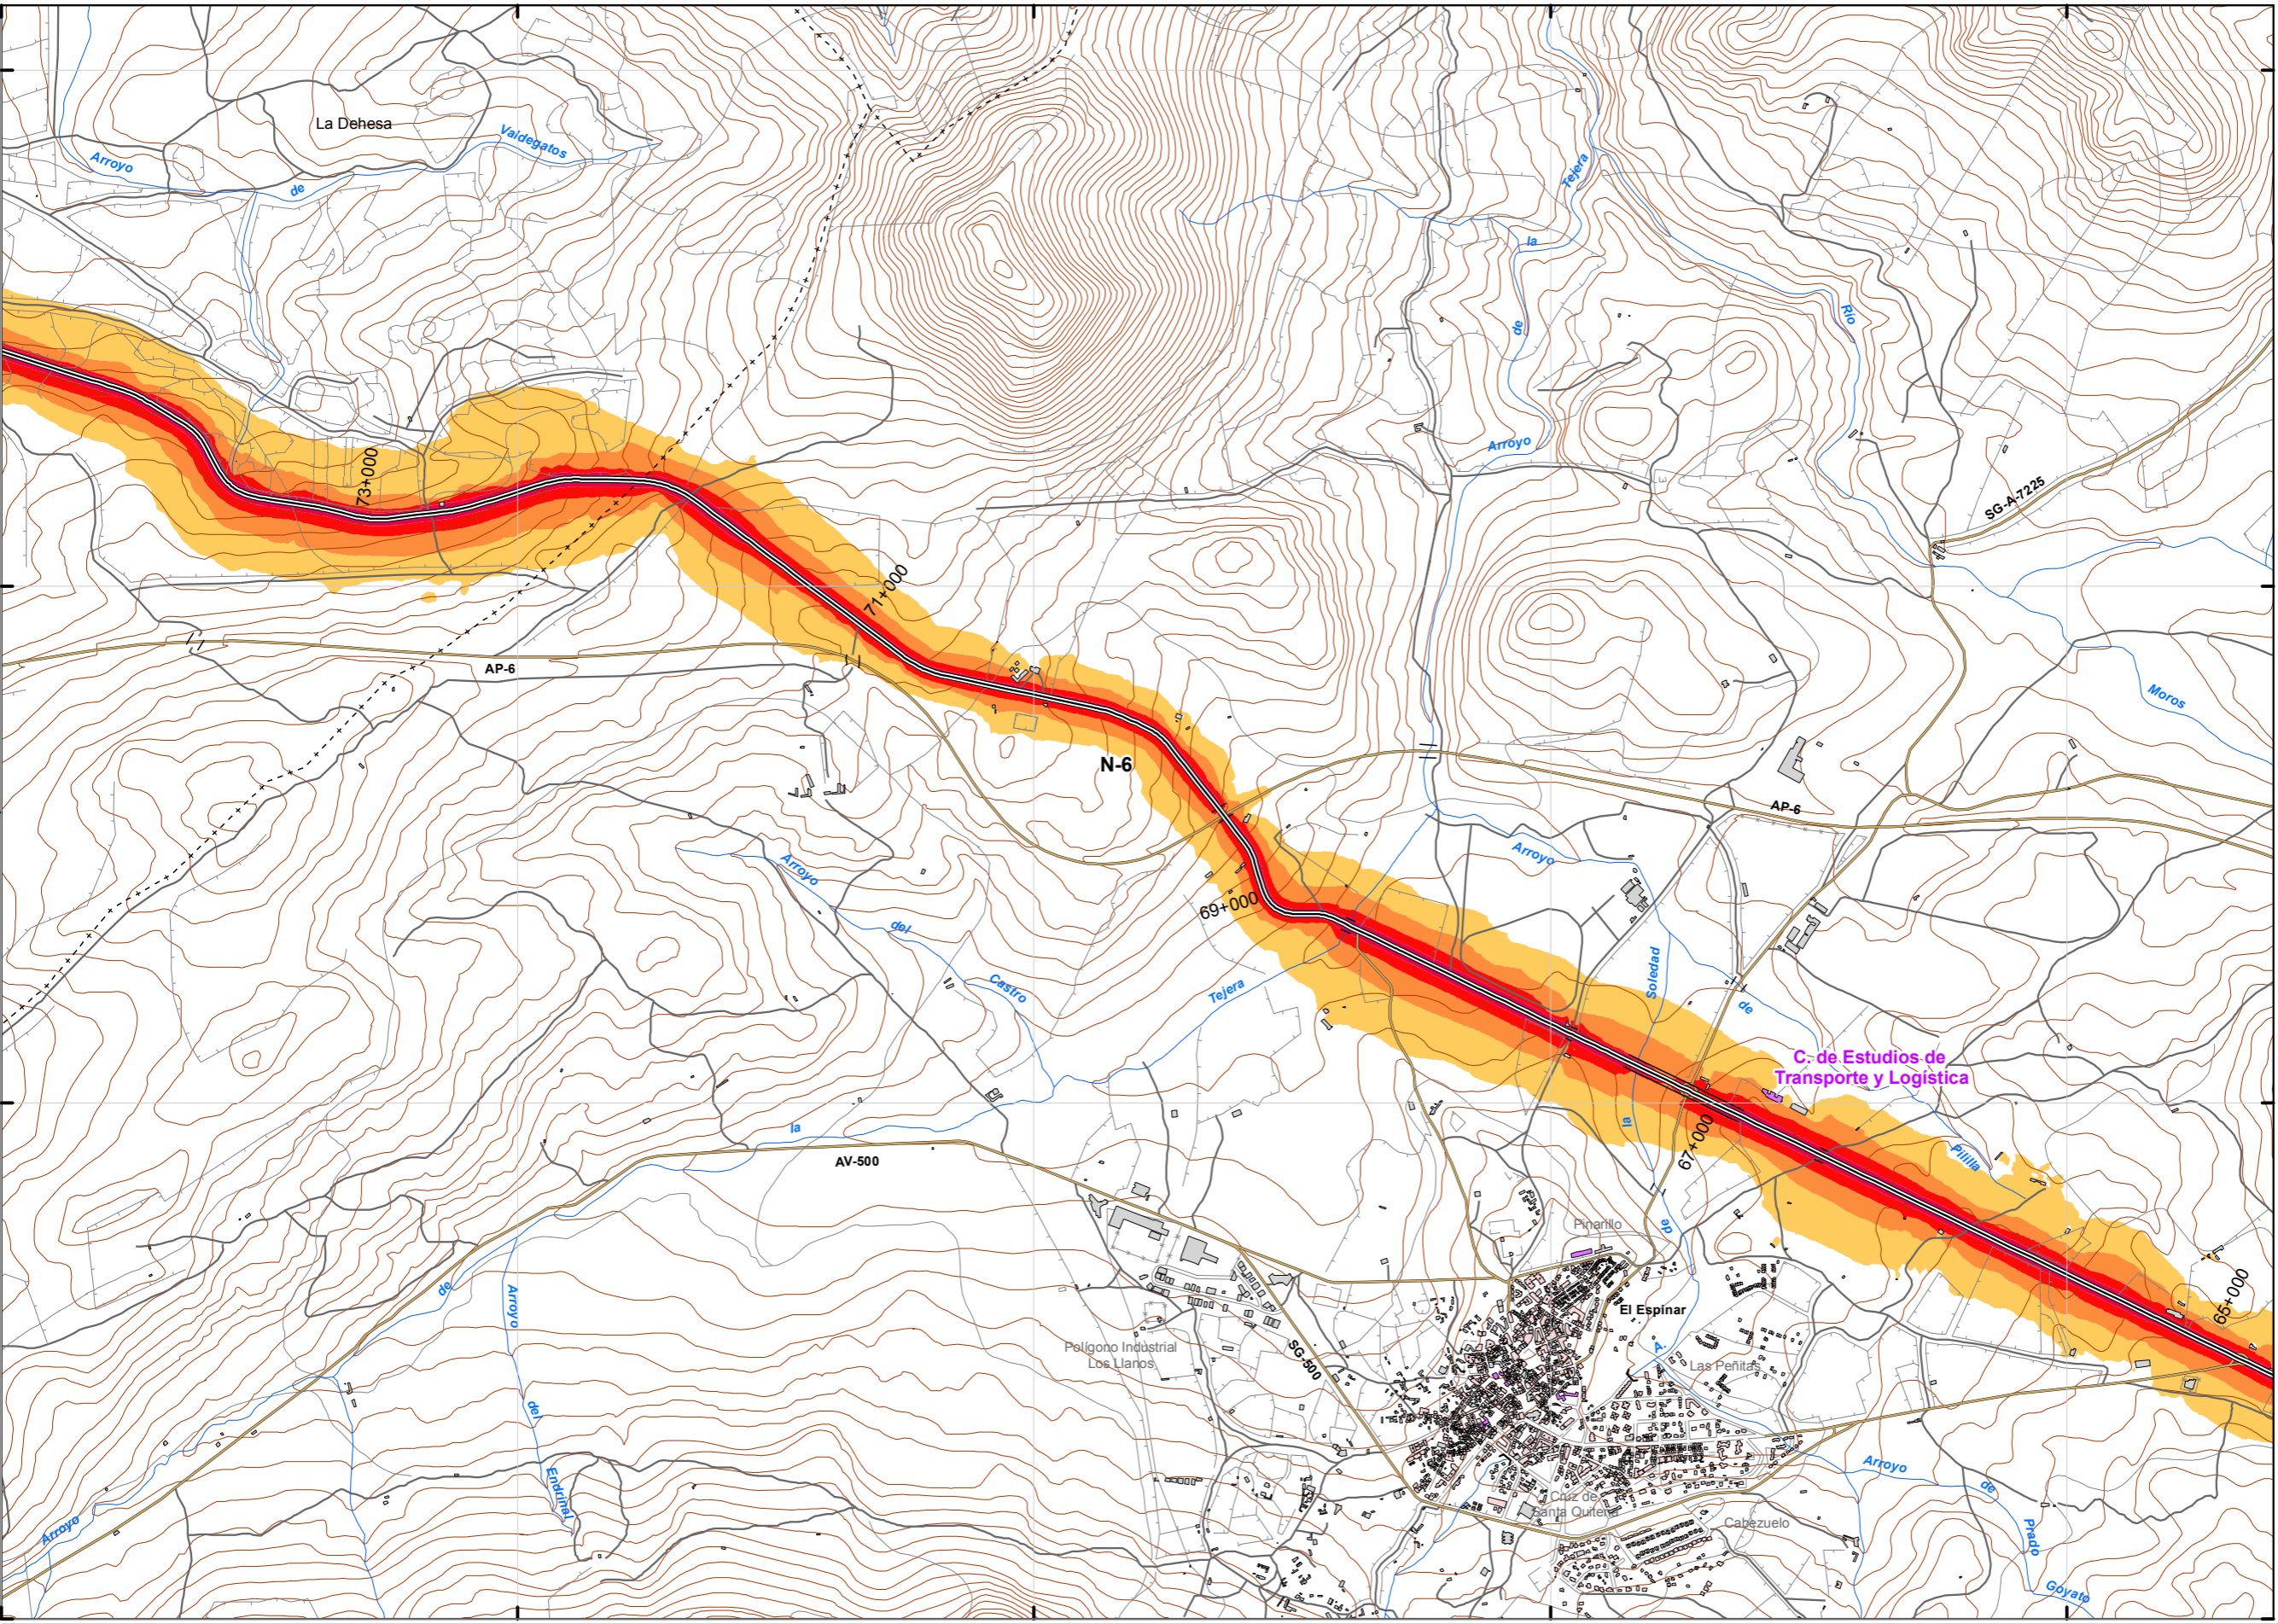 La Dehesa
Arroyo
de
Valdegatos
Tejera
la
de
Arroyo
Río
SG-A-7225
Moros
73+000
71+000
AP-6
N-6
AP-6
Arroyo
del
Castro
69+000
Tejera
Arroyo
Soledad
de
C. de Estudios de
Transporte y Logística
la
67+000
Pililla
de
la
AV-500
de
Arroyo
del
Endrinal
Arroyo
Pinarillo
El Espinar
A.
Las Peñitas
65+000
Polígono Industrial
Los Llanos
SG-500
Cruz de
Santa Quiteria
Cabezuelo
Arroyo
de
Prado
Goyato